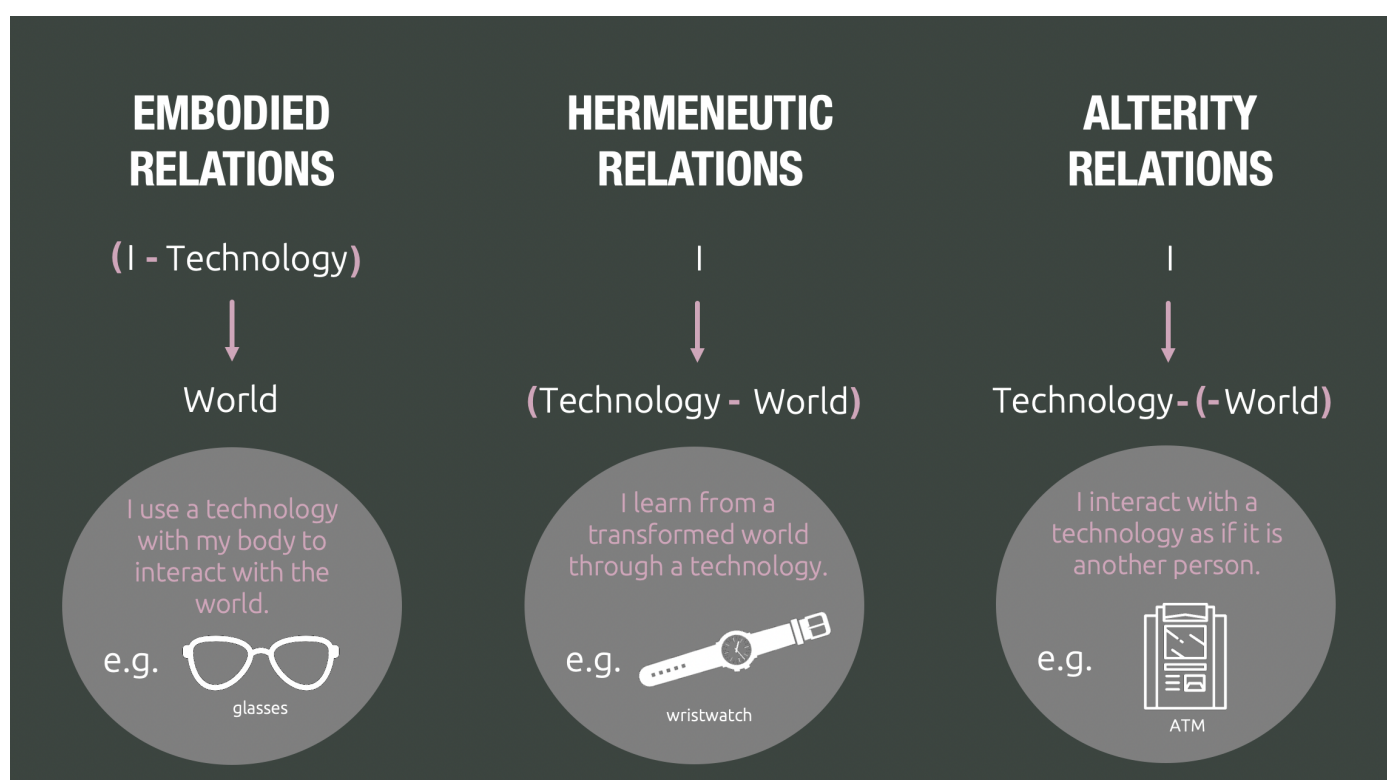 EMBODIED
RELATIONS
(I - Technology)
World
I use a technology
with my body to
interact with the
world.
e.g.
glasses
HERMENEUTIC
RELATIONS
I
(Technology - World)
I learn from a
transformed world
through a technology.
e.g.
wristwatch
ALTERITY
RELATIONS
I
Technology- (-World)
I interact with a
technology as if it is
another person.
e.g.
ATM